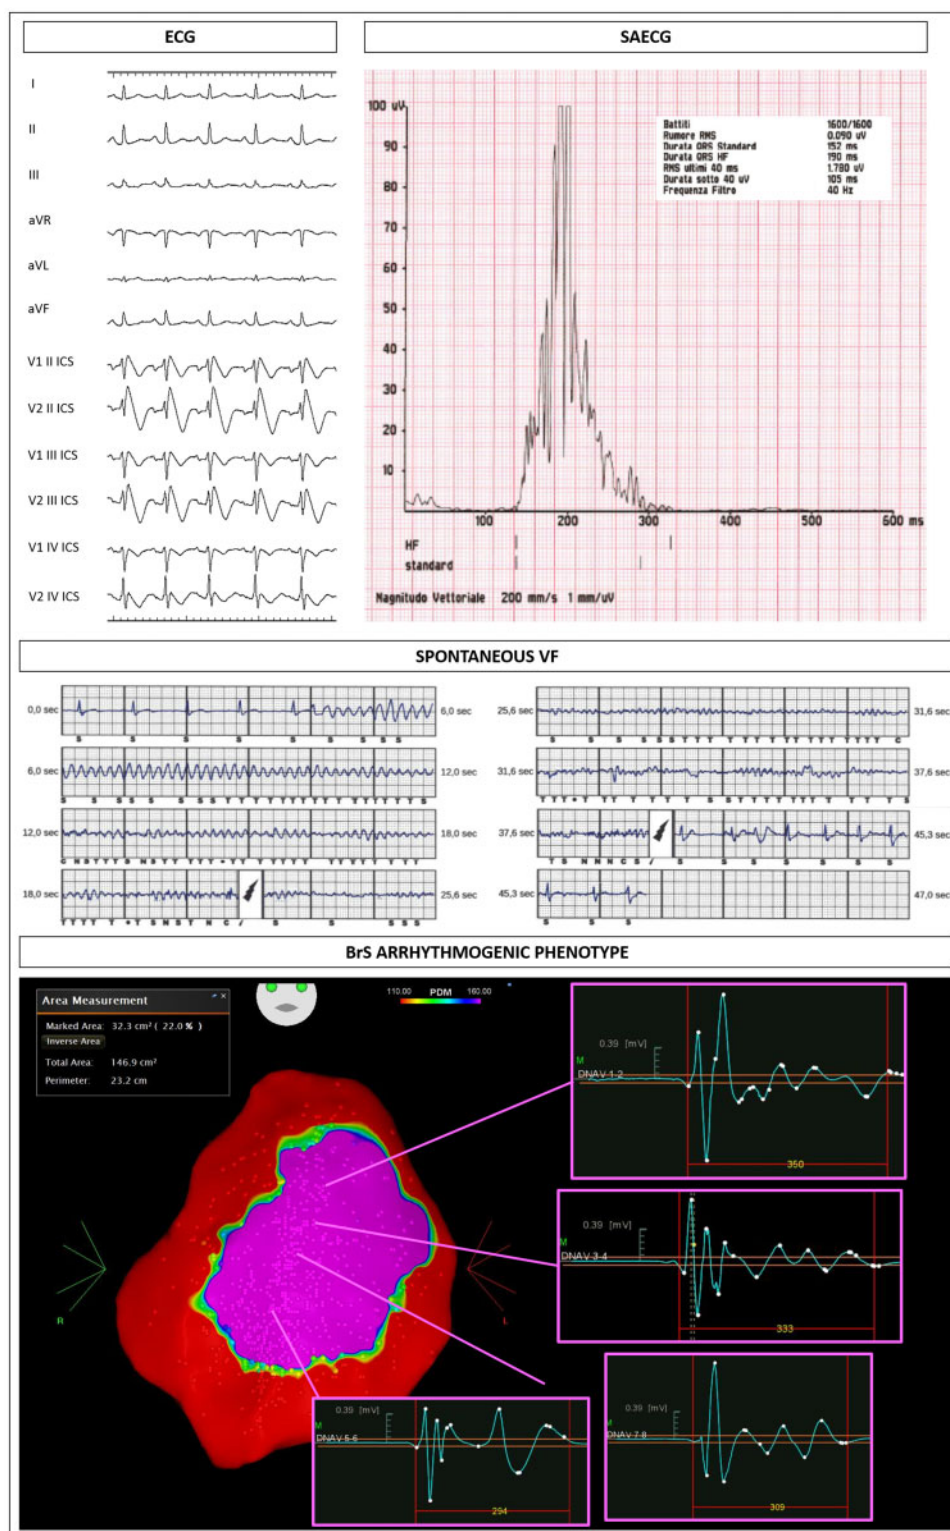 ECG
SAECG
I
II
III
aVR
aVL
aVF
V1 II ICS
V2 II ICS
V1 III ICS
V2 III ICS
V1 IV ICS
V2 IV ICS
100 uV
90
80
70
60
50
40
30
20
10
Battiti 1600/1600
Rumore RMS 0.090 uV
Durata QRS Standard 152 ms
Durata QRS HF 190 ms
RMS ultimi 40 ms 1.780 uV
Durata sotto 40 uV 105 ms
Frequenza Filtro 40 Hz
100 200 300 400 500 600 ms
HF
standard
Magnitudo Vettoriale 200 mm/s 1 mm/uV
SPONTANEOUS VF
0,0 sec 6,0 sec
S S S S S S S S
6,0 sec 12,0 sec
12,0 sec 18,0 sec
18,0 sec 25,6 sec
25,6 sec 31,6 sec
31,6 sec 37,6 sec
37,6 sec 45,3 sec
45,3 sec 47,0 sec
S S S
BrS ARRHYTHMOGENIC PHENOTYPE
Area Measurement
Marked Area: 32.3 cm² ( 22.0 % )
Inverse Area
Total Area: 146.9 cm²
Perimeter: 23.2 cm
110.00 PDM 160.00
R
L
0.39 [mV]
M
DNAV 1-2
350
0.39 [mV]
M
DNAV 3-4
333
0.39 [mV]
M
DNAV 5-6
294
0.39 [mV]
M
DNAV 7-8
309